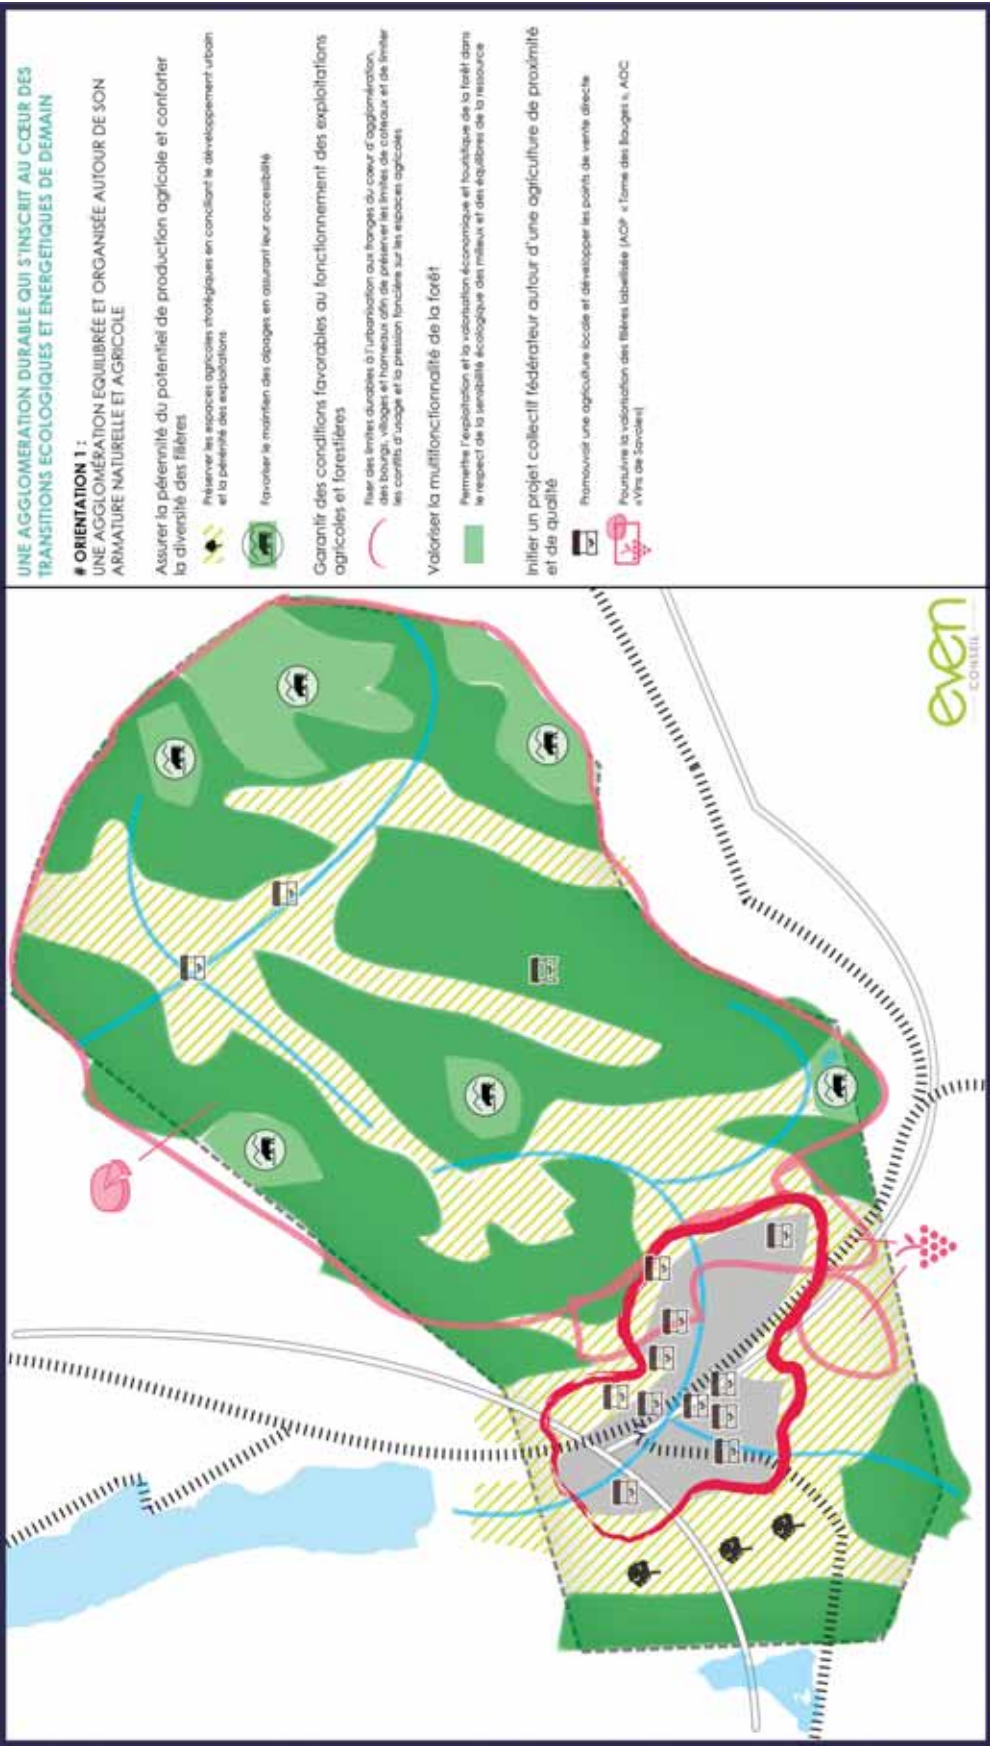 UNE AGGLOMERATION DURABLE QUI S'INSCRIT AU CŒUR DES
TRANSITIONS ECOLOGIQUES ET ENERGETIQUES DE DEMAIN
# ORIENTATION 1 :
UNE AGGLOMÉRATION EQUILIBRÉE ET ORGANISÉE AUTOUR DE SON
ARMATURE NATURELLE ET AGRICOLE
Assurer la pérennité du potentiel de production agricole et conforter
la diversité des filières
Préserver les espaces agricoles stratégiques en conciliant le développement urbain
et la pérénité des exploitations
Favoriser le maintien des alpages en assurant leur accessibilité
Garantir des conditions favorables au fonctionnement des exploitations
agricoles et forestières
Fixer des limites durables à l'urbanisation aux franges du cœur d'agglomération,
des bourgs, villages et hameaux afin de préserver les limites de coteaux et de limiter
les conflits d'usage et la pression foncière sur les espaces agricoles
Valoriser la multifonctionnalité de la forêt
Permettre l'exploitation et la valorisation économique et touristique de la forêt dans
le respect de la sensibilité écologique des milieux et des équilibres de la ressource
Initier un projet collectif fédérateur autour d'une agriculture de proximité
et de qualité
Promouvoir une agriculture locale et développer les points de vente directe
Poursuivre la valorisation des filières labellisée (AOP «Tome des Bauges», AOC
«Vins de Savoie»)
even
CONSEIL